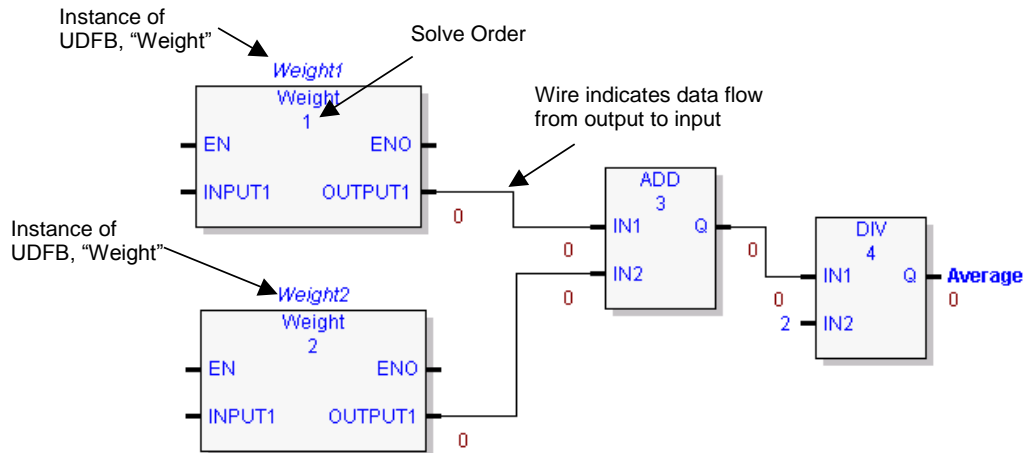 Instance of
UDFB, “Weight”
Solve Order
Weight1
Weight
1
EN ENO
INPUT1 OUTPUT1
0
Wire indicates data flow
from output to input
ADD
3
IN1 Q
0
0
IN2
0
DIV
4
IN1 Q
Average
0
0
2
IN2
Instance of
UDFB, “Weight”
Weight2
Weight
2
EN ENO
INPUT1 OUTPUT1
0